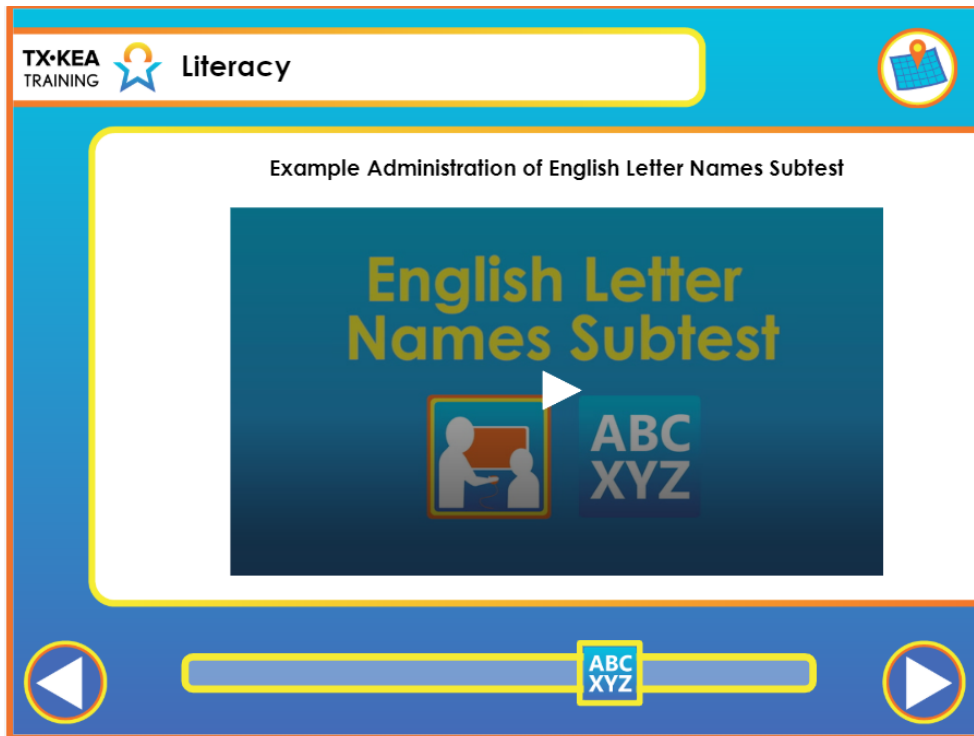 TX•KEA
TRAINING
Literacy
Example Administration of English Letter Names Subtest
English Letter
Names Subtest
ABC
XYZ
ABC
XYZ